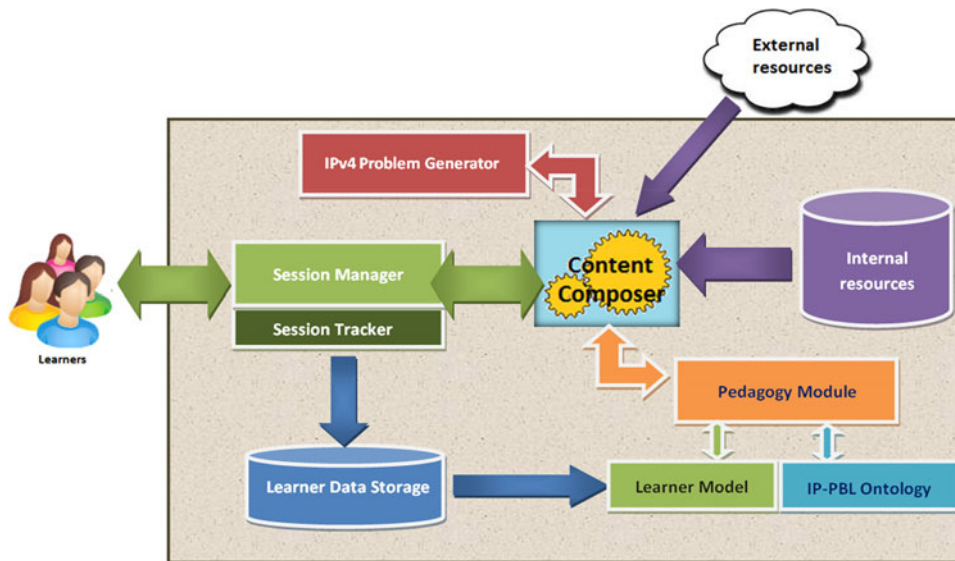 External
resources
IPv4 Problem Generator
Session Manager
Session Tracker
Content
Composer
Internal
resources
Learners
Pedagogy Module
Learner Data Storage
Learner Model
IP-PBL Ontology